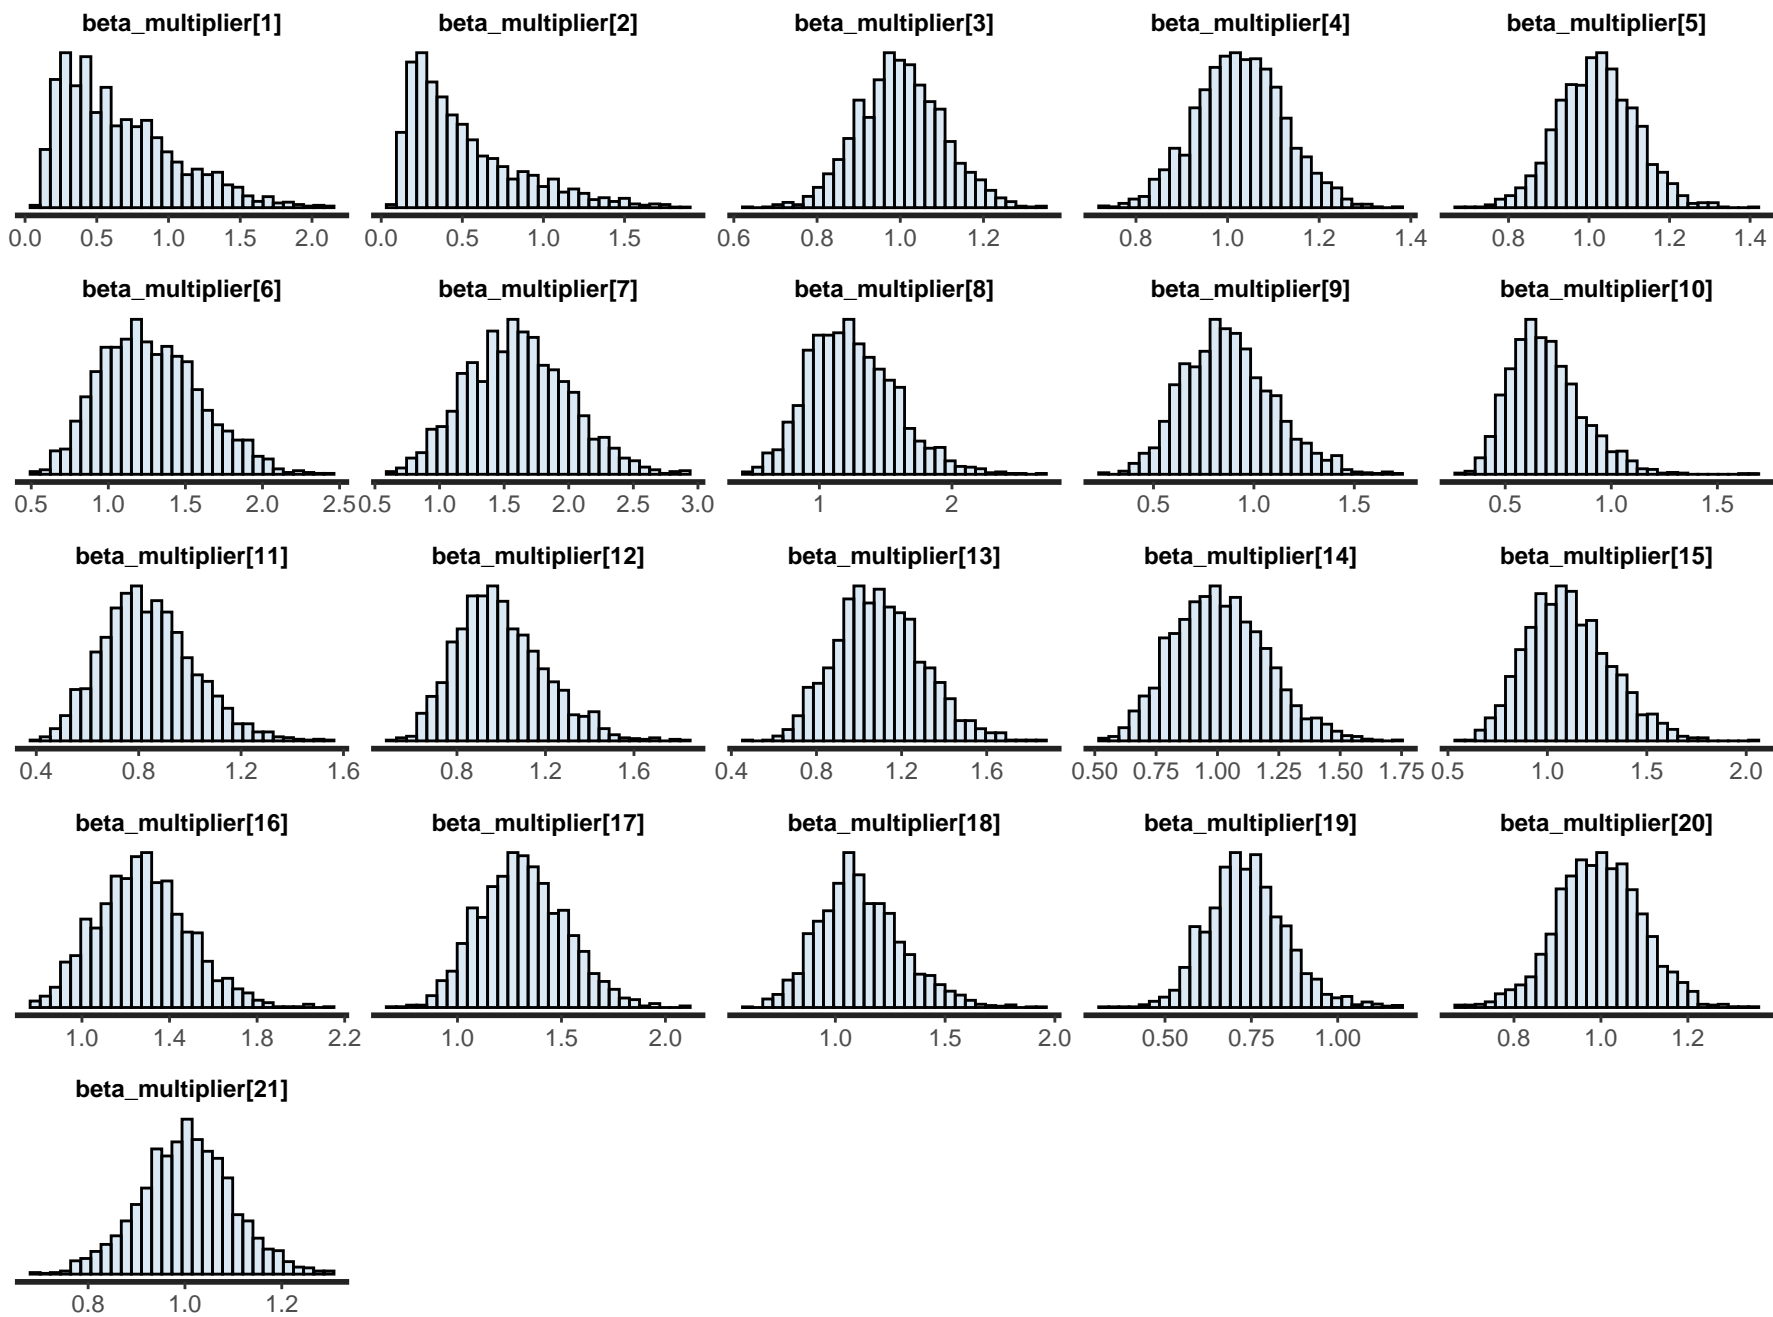 beta_multiplier[1] beta_multiplier[2] beta_multiplier[3] beta_multiplier[4] beta_multiplier[5]
0.0 0.5 1.0 1.5 2.0 0.0 0.5 1.0 1.5 0.6 0.8 1.0 1.2 0.8 1.0 1.2 1.4 0.8 1.0 1.2 1.4
beta_multiplier[6] beta_multiplier[7] beta_multiplier[8] beta_multiplier[9] beta_multiplier[10]
0.5 1.0 1.5 2.0 2.5 0.5 1.0 1.5 2.0 2.5 3.0 1 2 0.5 1.0 1.5 0.5 1.0 1.5
beta_multiplier[11] beta_multiplier[12] beta_multiplier[13] beta_multiplier[14] beta_multiplier[15]
0.4 0.8 1.2 1.6 0.8 1.2 1.6 0.4 0.8 1.2 1.6 0.50 0.75 1.00 1.25 1.50 1.75 0.5 1.0 1.5 2.0
beta_multiplier[16] beta_multiplier[17] beta_multiplier[18] beta_multiplier[19] beta_multiplier[20]
1.0 1.4 1.8 2.2 1.0 1.5 2.0 1.0 1.5 2.0 0.50 0.75 1.00 0.8 1.0 1.2
beta_multiplier[21]
0.8 1.0 1.2